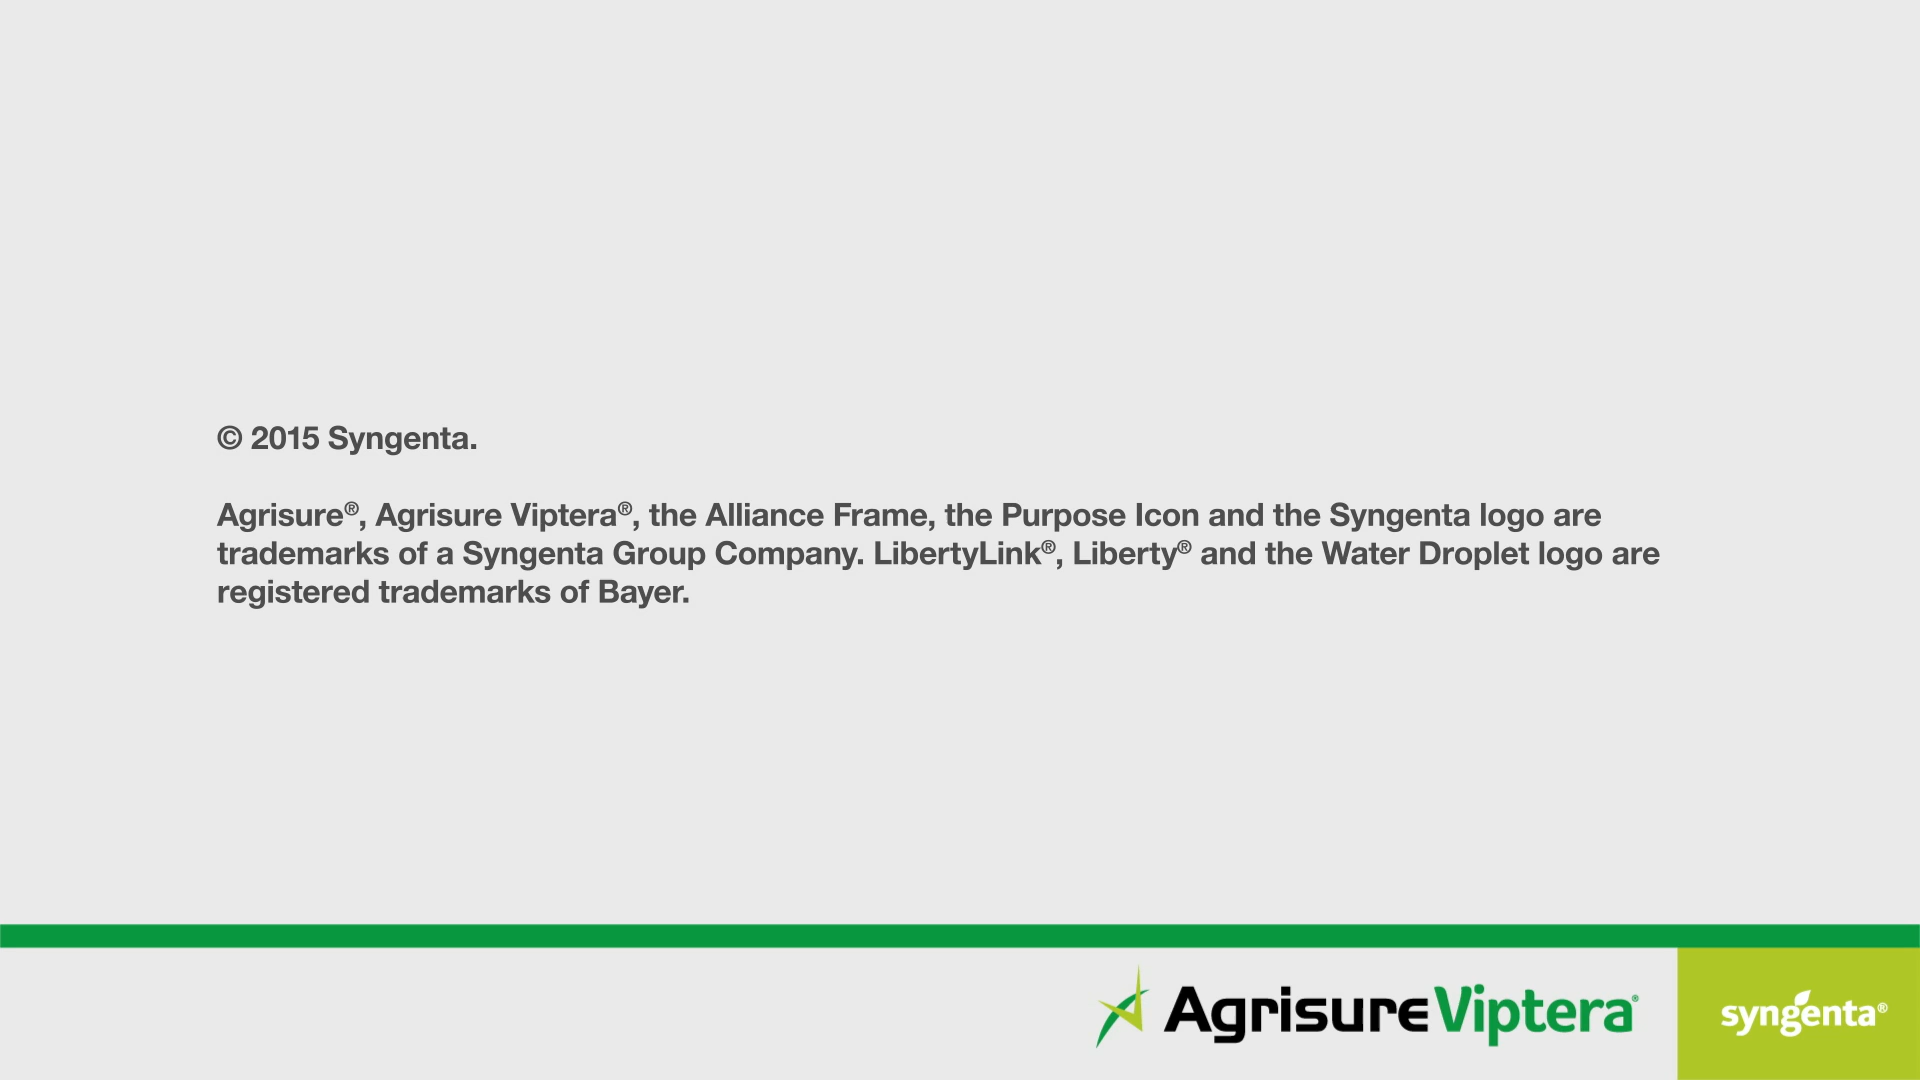 © 2015 Syngenta.
Agrisure®, Agrisure Viptera®, the Alliance Frame, the Purpose Icon and the Syngenta logo are
trademarks of a Syngenta Group Company. LibertyLink®, Liberty® and the Water Droplet logo are
registered trademarks of Bayer.
AgrisureViptera®
syngenta®